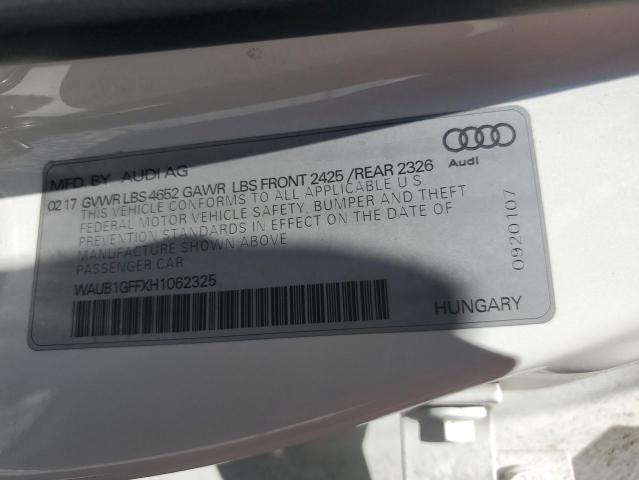 MFD. BY AUDI AG
02 17 GVWR LBS 4652 GAWR LBS FRONT 2425 /REAR 2326
THIS VEHICLE CONFORMS TO ALL APPLICABLE U S
FEDERAL MOTOR VEHICLE SAFETY, BUMPER AND THEFT
PREVENTION STANDARDS IN EFFECT ON THE DATE OF
MANUFACTURE SHOWN ABOVE
PASSENGER CAR
WAUB1GFFXH1062325
Audi
0920107
HUNGARY